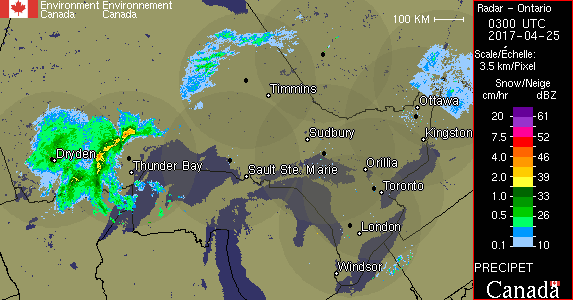 Environment Environnement
Canada Canada
100 KM
Radar - Ontario
0300 UTC
2017-04-25
Scale/Échelle:
3.5 km/Pixel
Snow/Neige
cm/hr dBZ
20 61
7.5 52
4.0 46
2.0 39
1.0 33
0.5 26
0.1 10
PRECIPET
Canada
Timmins
Ottawa
Sudbury
Kingston
Dryden
Thunder Bay
Sault Ste. Marie
Orillia
Toronto
London
Windsor